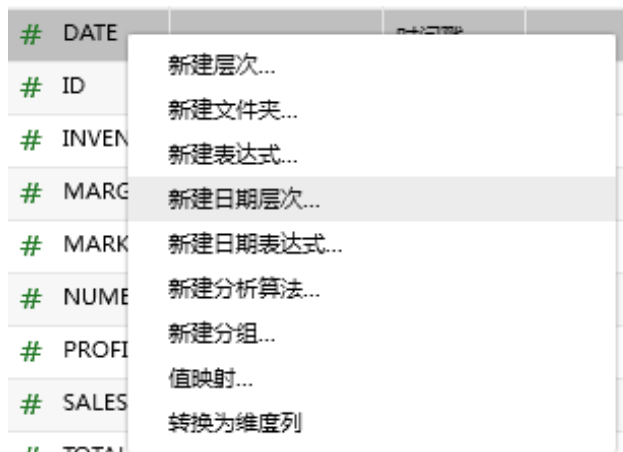 # DATE
新建层次...
# ID
新建文件夹...
# INVEN
新建表达式...
# MARG
新建日期层次...
# MARK
新建日期表达式...
# NUME
新建分析算法...
新建分组...
# PROFI
值映射...
# SALES
转换为维度列